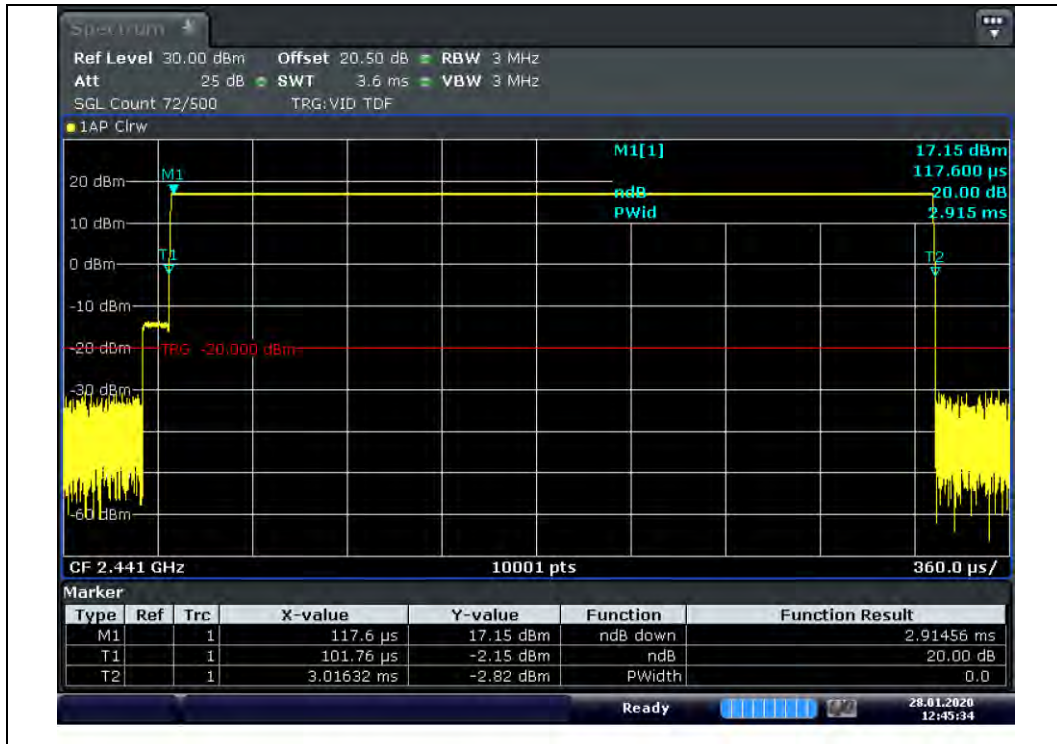 Spectrum
Ref Level 30.00 dBm Offset 20.50 dB RBW 3 MHz
Att 25 dB SWT 3.6 ms VBW 3 MHz
SGL Count 72/500 TRG:VID TDF
1AP Clrw
M1[1] 17.15 dBm
117.600 µs
ndB 20.00 dB
PWid 2.915 ms
M1
20 dBm
10 dBm
T1
T2
0 dBm
-10 dBm
-20 dBm TRG -20.000 dBm
-30 dBm
-60 dBm
CF 2.441 GHz 10001 pts 360.0 µs/
Marker
Type Ref Trc X-value Y-value Function Function Result
M1 1 117.6 µs 17.15 dBm ndB down 2.91456 ms
T1 1 101.76 µs -2.15 dBm ndB 20.00 dB
T2 1 3.01632 ms -2.82 dBm PWidth 0.0
Ready 28.01.2020
12:45:34